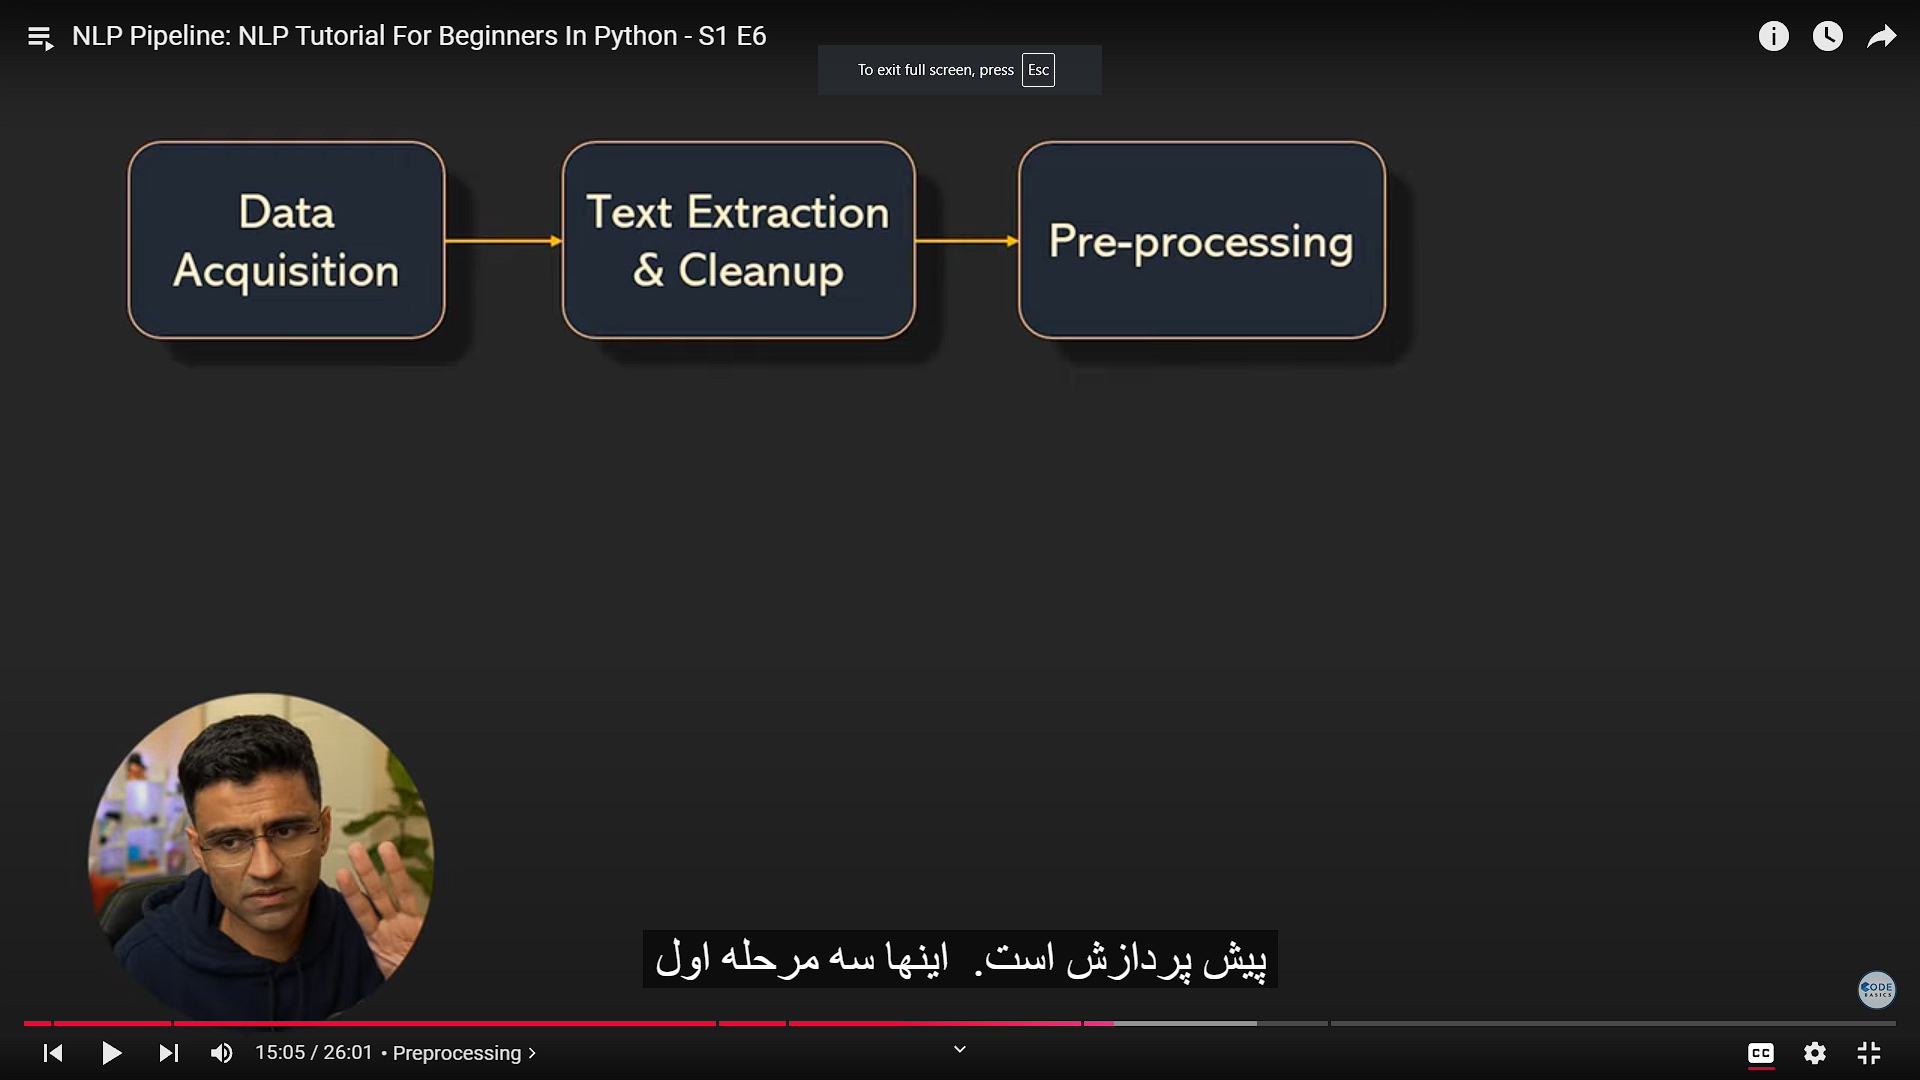 NLP Pipeline: NLP Tutorial For Beginners In Python - S1 E6
To exit full screen, press Esc
Data
Acquisition
Text Extraction
& Cleanup
Pre-processing
پیش پردازش است. اینها سه مرحله اول
CODE
BASICS
15:05 / 26:01 • Preprocessing
CC